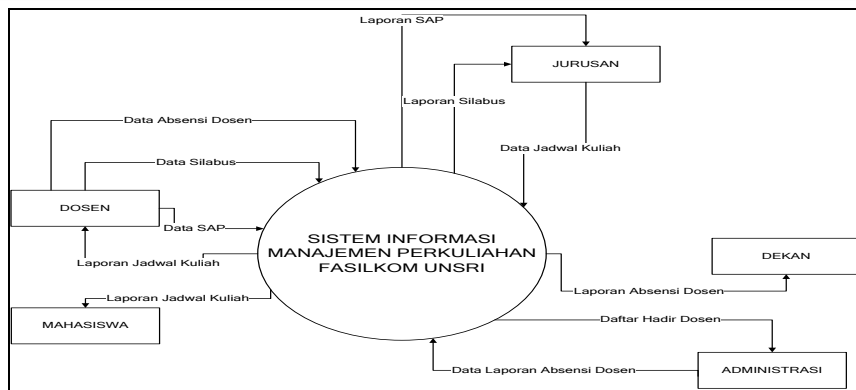 Laporan SAP
JURUSAN
Laporan Silabus
Data Absensi Dosen
Data Jadwal Kuliah
Data Silabus
DOSEN
Data SAP
SISTEM INFORMASI
MANAJEMEN PERKULIAHAN
FASILKOM UNSRI
Laporan Jadwal Kuliah
DEKAN
Laporan Absensi Dosen
Laporan Jadwal Kuliah
MAHASISWA
Daftar Hadir Dosen
Data Laporan Absensi Dosen
ADMINISTRASI